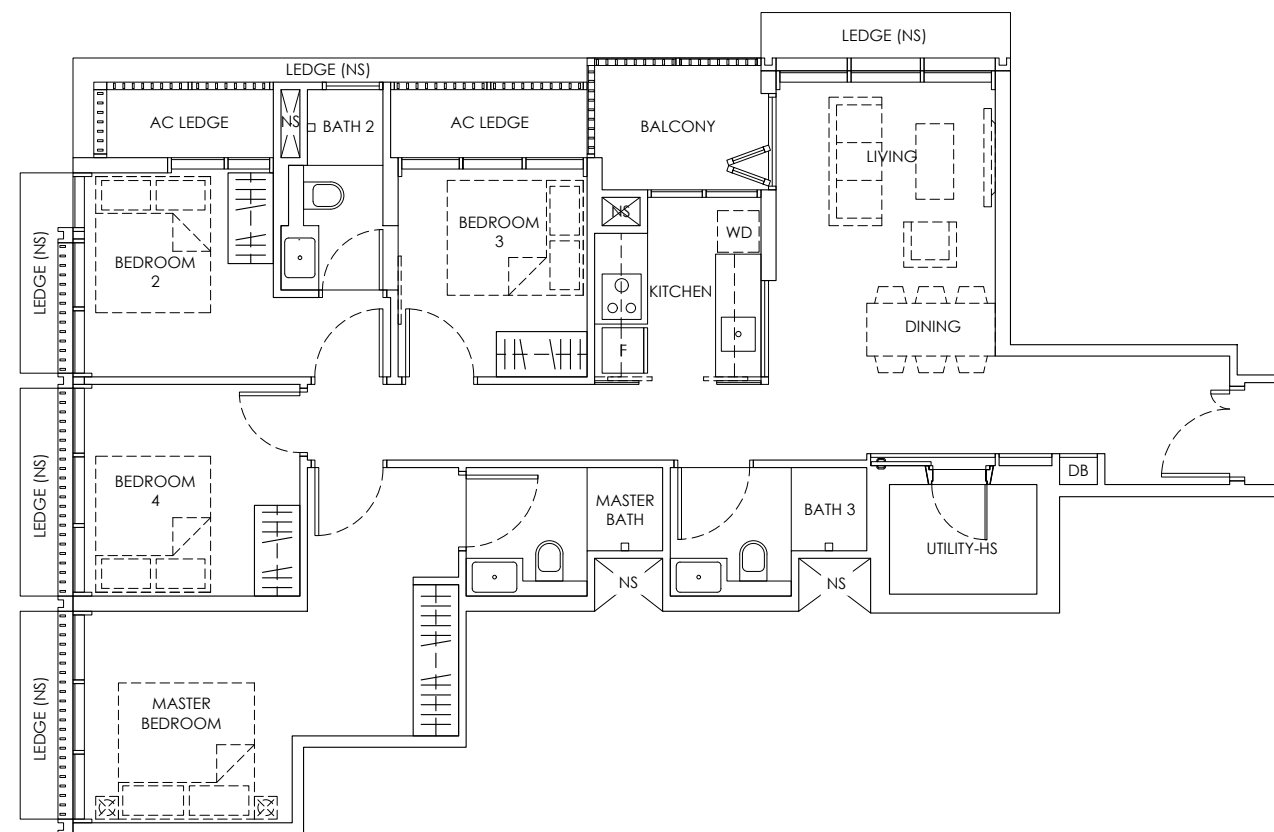 LEDGE (NS)
LEDGE (NS)
AC LEDGE
NS
BATH 2
AC LEDGE
BALCONY
LIVING
LEDGE (NS)
BEDROOM
2
BEDROOM
3
NS
WD
KITCHEN
DINING
F
LEDGE (NS)
BEDROOM
4
MASTER
BATH
BATH 3
DB
UTILITY-HS
NS
NS
LEDGE (NS)
MASTER
BEDROOM